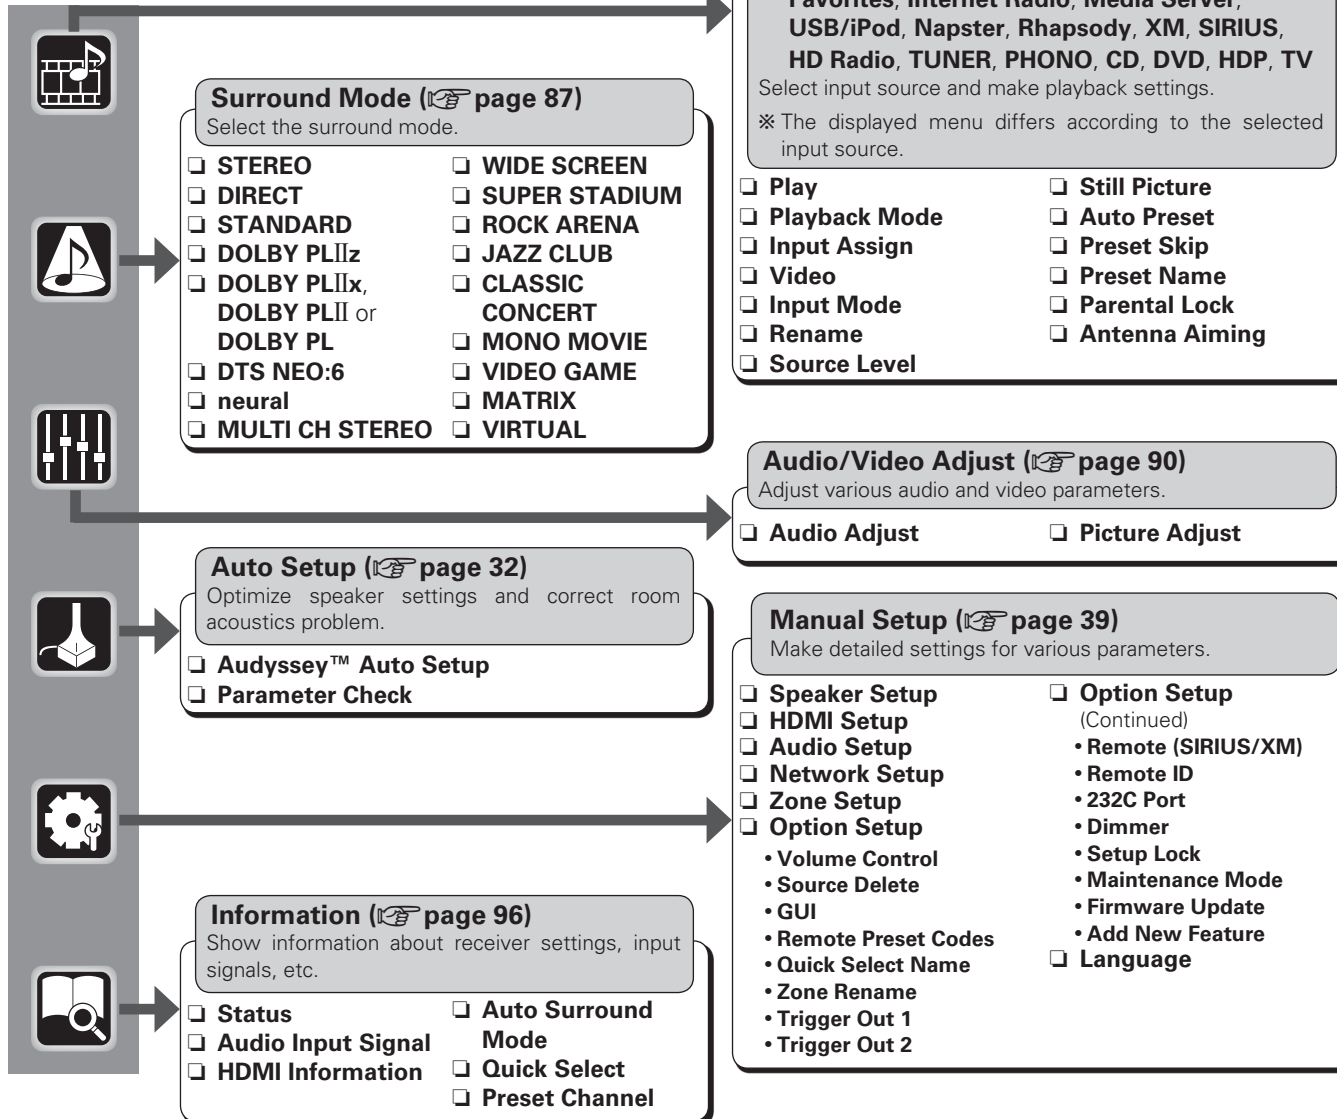 Favorites, Internet Radio, Media Server,
USB/iPod, Napster, Rhapsody, XM, SIRIUS,
HD Radio, TUNER, PHONO, CD, DVD, HDP, TV
Select input source and make playback settings.
※ The displayed menu differs according to the selected
input source.
❏ Play
❏ Playback Mode
❏ Input Assign
❏ Video
❏ Input Mode
❏ Rename
❏ Source Level
❏ Still Picture
❏ Auto Preset
❏ Preset Skip
❏ Preset Name
❏ Parental Lock
❏ Antenna Aiming
Surround Mode (☞ page 87)
Select the surround mode.
❏ STEREO
❏ DIRECT
❏ STANDARD
❏ DOLBY PLⅡz
❏ DOLBY PLⅡx,
DOLBY PLⅡ or
DOLBY PL
❏ DTS NEO:6
❏ neural
❏ MULTI CH STEREO
❏ WIDE SCREEN
❏ SUPER STADIUM
❏ ROCK ARENA
❏ JAZZ CLUB
❏ CLASSIC
CONCERT
❏ MONO MOVIE
❏ VIDEO GAME
❏ MATRIX
❏ VIRTUAL
Audio/Video Adjust (☞ page 90)
Adjust various audio and video parameters.
❏ Audio Adjust
❏ Picture Adjust
Auto Setup (☞ page 32)
Optimize speaker settings and correct room
acoustics problem.
❏ Audyssey™ Auto Setup
❏ Parameter Check
Manual Setup (☞ page 39)
Make detailed settings for various parameters.
❏ Speaker Setup
❏ HDMI Setup
❏ Audio Setup
❏ Network Setup
❏ Zone Setup
❏ Option Setup
• Volume Control
• Source Delete
• GUI
• Remote Preset Codes
• Quick Select Name
• Zone Rename
• Trigger Out 1
• Trigger Out 2
❏ Option Setup
(Continued)
• Remote (SIRIUS/XM)
• Remote ID
• 232C Port
• Dimmer
• Setup Lock
• Maintenance Mode
• Firmware Update
• Add New Feature
❏ Language
Information (☞ page 96)
Show information about receiver settings, input
signals, etc.
❏ Status
❏ Audio Input Signal
❏ HDMI Information
❏ Auto Surround
Mode
❏ Quick Select
❏ Preset Channel